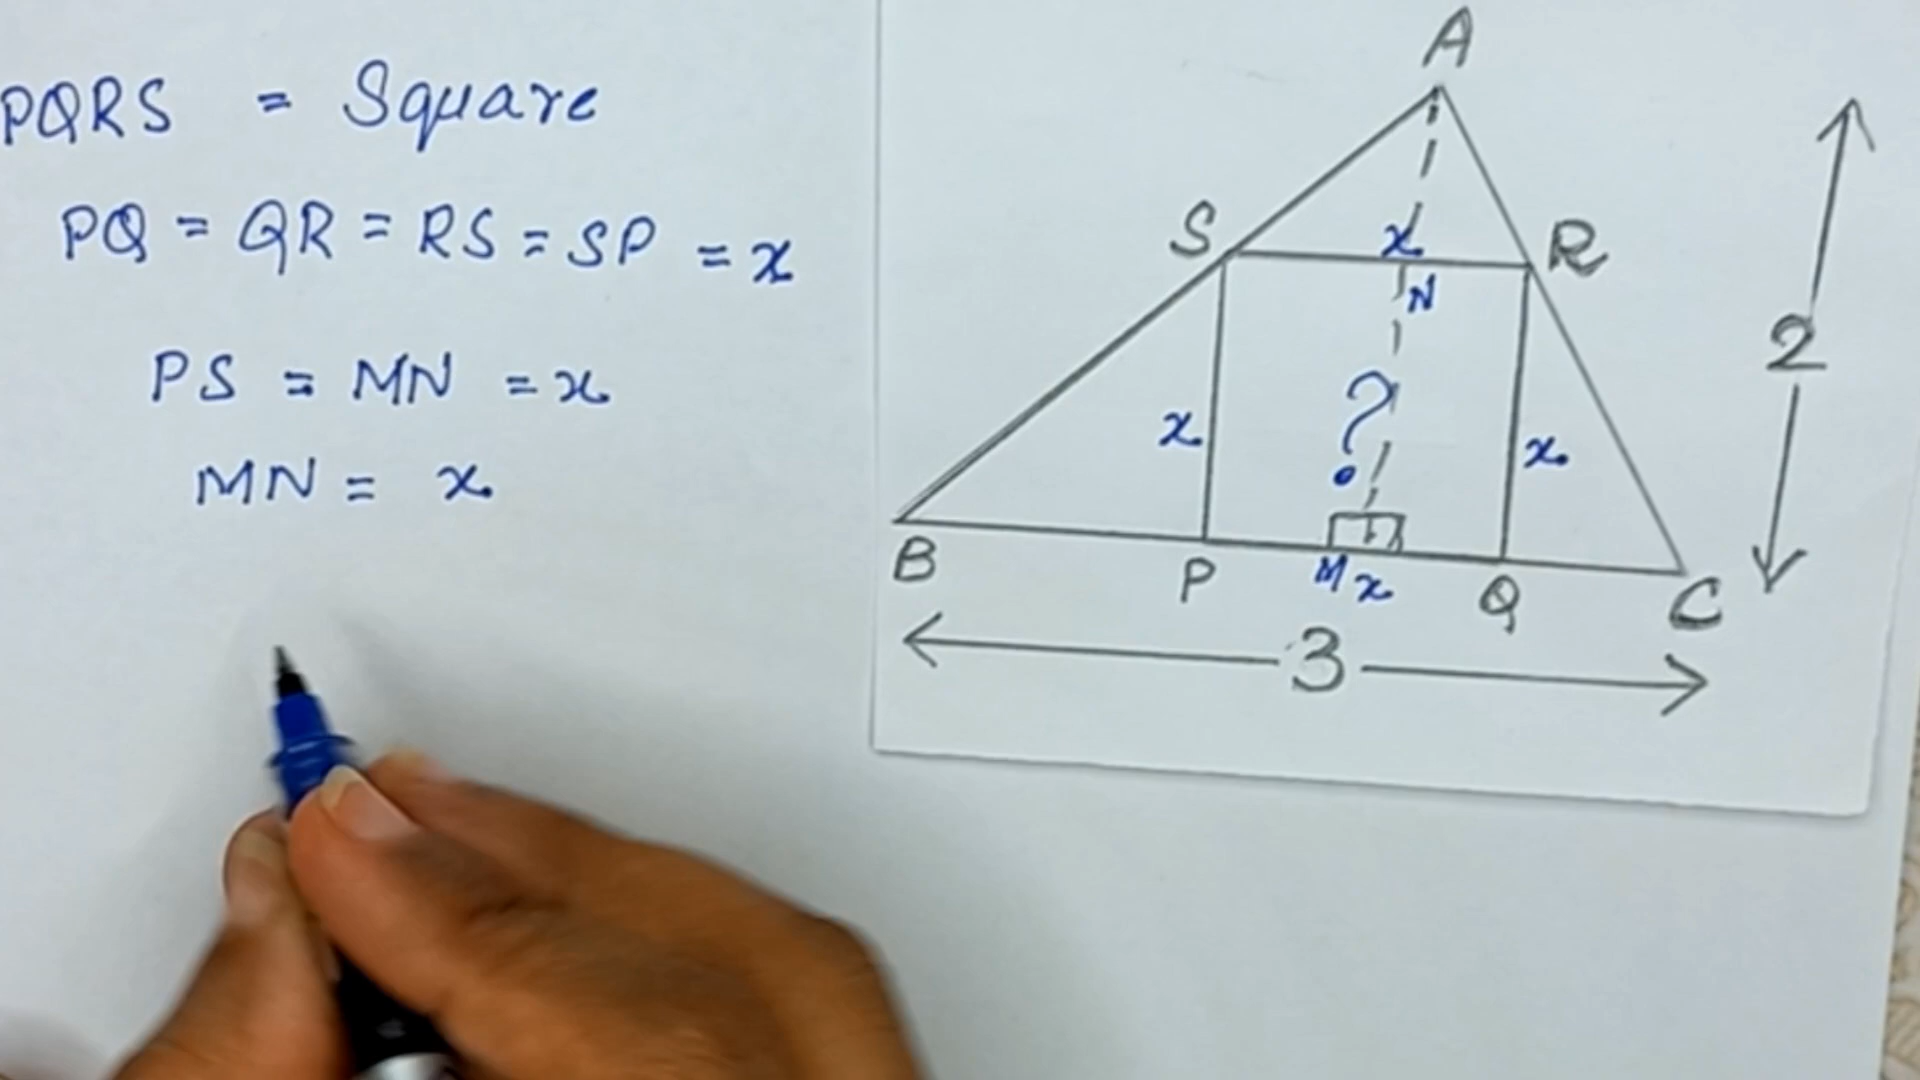 PQRS = Square
PQ = QR = RS = SP = x
PS = MN = x
MN = x
A
S x R
N
2
x ? x
B P M x Q C
3